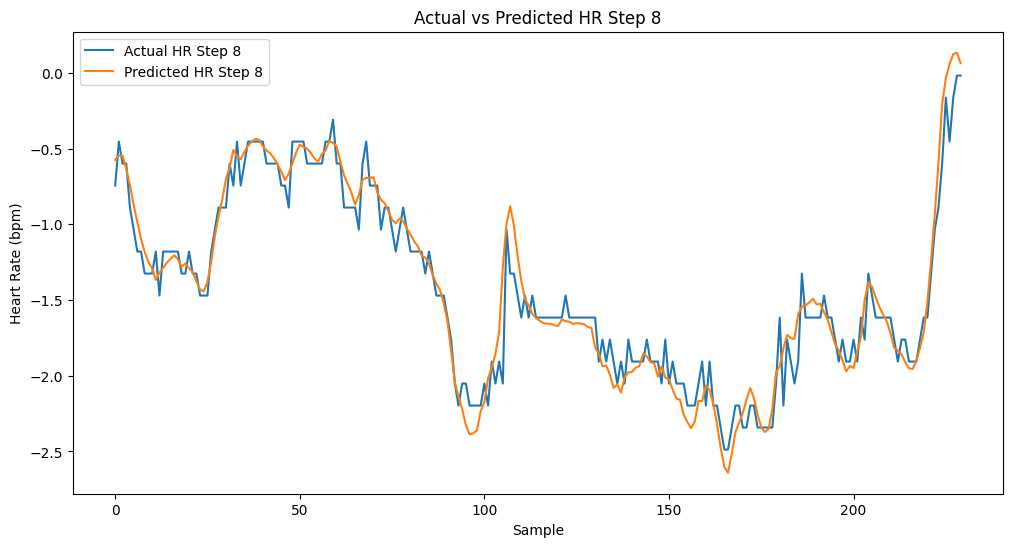 Actual vs Predicted HR Step 8
Actual HR Step 8
Predicted HR Step 8
Heart Rate (bpm)
0.0
−0.5
−1.0
−1.5
−2.0
−2.5
0
50
100
150
200
Sample